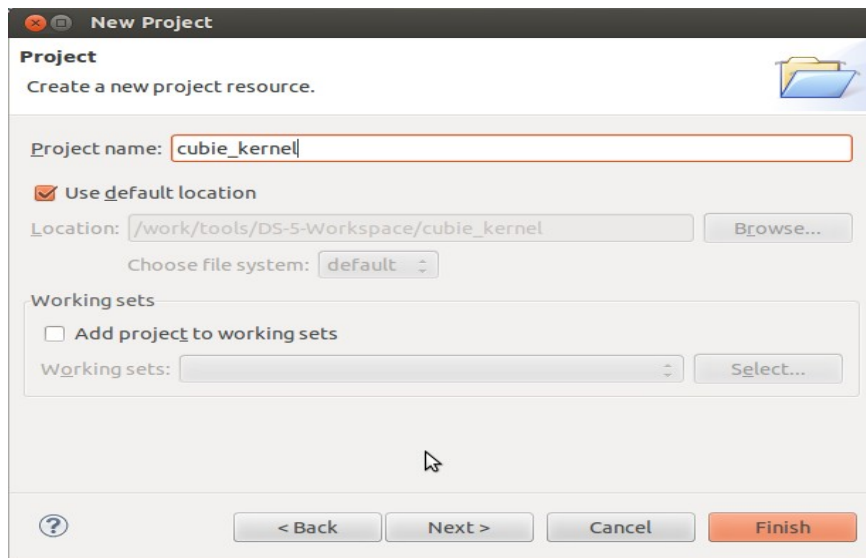 New Project
Project
Create a new project resource.
Project name: cubie_kernel
Use default location
Location: /work/tools/DS-5-Workspace/cubie_kernel Browse...
Choose file system: default
Working sets
Add project to working sets
Working sets: Select...
? < Back Next > Cancel Finish